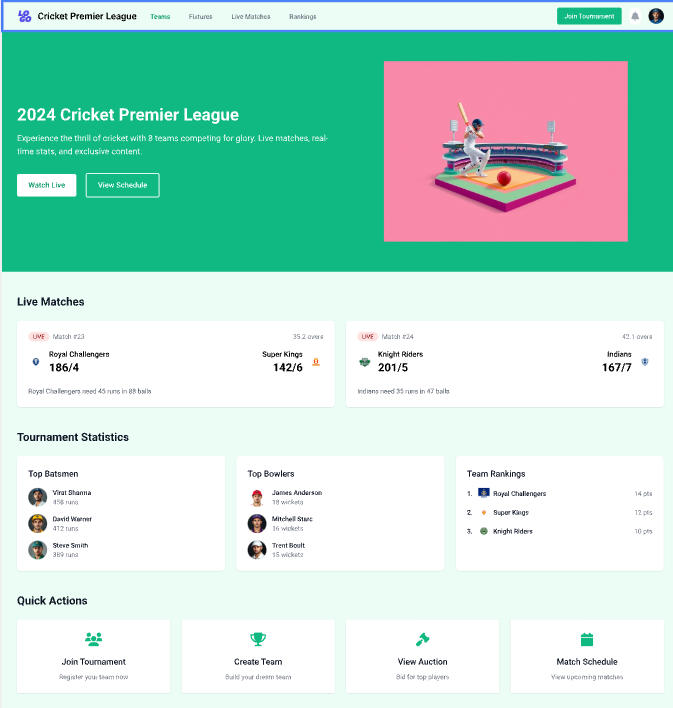 LOGO
Cricket Premier League
Teams
Fixtures
Live Matches
Rankings
Join Tournament
2024 Cricket Premier League
Experience the thrill of cricket with 8 teams competing for glory. Live matches, real-
time stats, and exclusive content.
Watch Live
View Schedule
Live Matches
LIVE Match #23 35.2 overs
Royal Challengers Super Kings
186/4 142/6
Royal Challengers need 45 runs in 88 balls
LIVE Match #24 42.1 overs
Knight Riders Indians
201/5 167/7
Indians need 35 runs in 47 balls
Tournament Statistics
Top Batsmen
Virat Sharma
458 runs
David Warner
412 runs
Steve Smith
389 runs
Top Bowlers
James Anderson
18 wickets
Mitchell Starc
16 wickets
Trent Boult
15 wickets
Team Rankings
1. Royal Challengers 14 pts
2. Super Kings 12 pts
3. Knight Riders 10 pts
Quick Actions
Join Tournament
Register your team now
Create Team
Build your dream team
View Auction
Bid for top players
Match Schedule
View upcoming matches